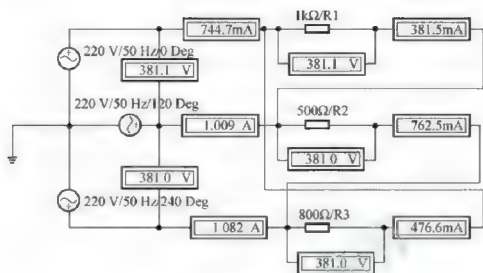 744.7mA
1kΩ/R1
381.5mA
220 V/50 Hz/0 Deg
381.1 V
381.1 V
220 V/50 Hz/120 Deg
1.009 A
500Ω/R2
762.5mA
381.0 V
381.0 V
220 V/50 Hz/240 Deg
1.082 A
800Ω/R3
476.6mA
381.0 V